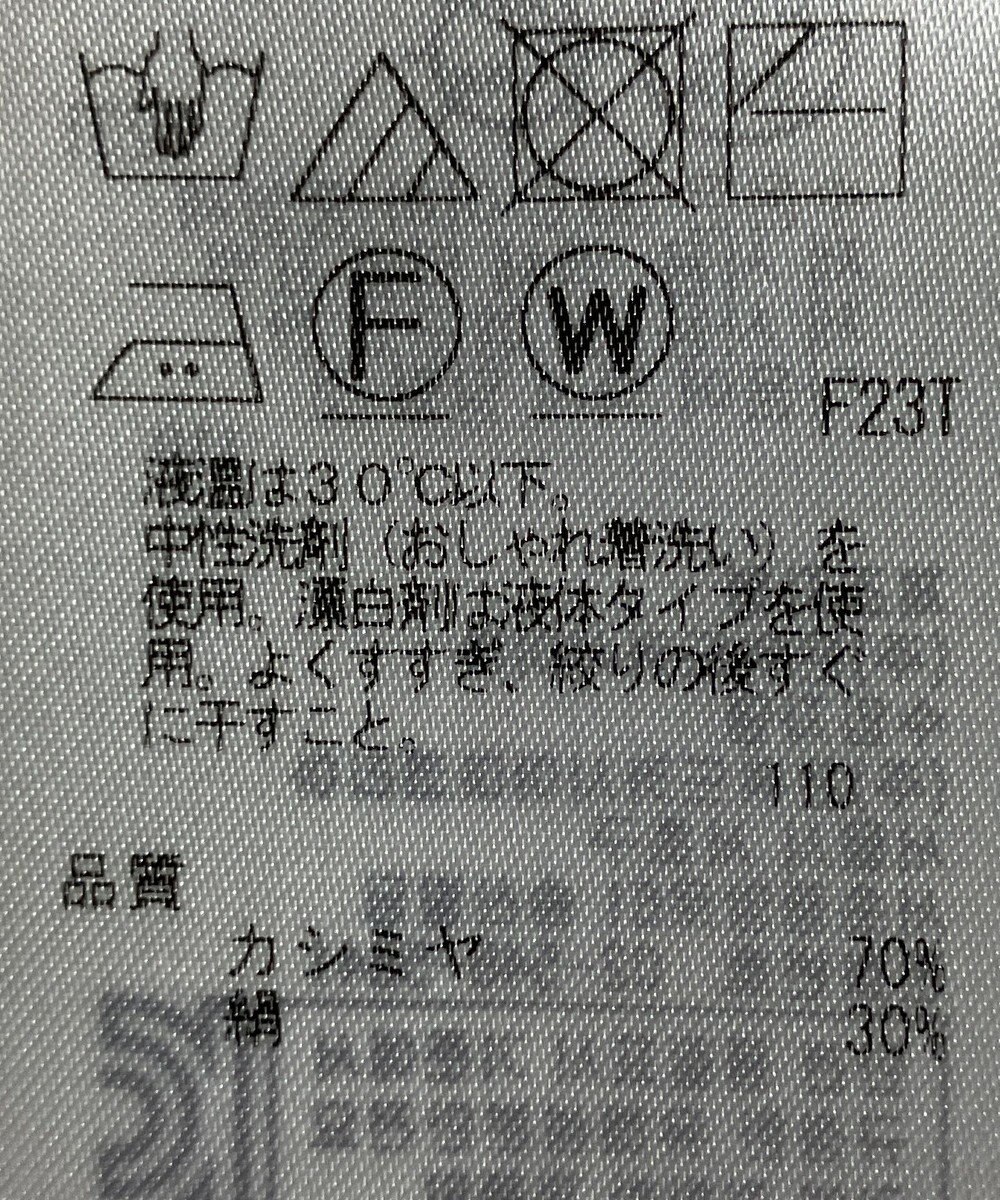 F W
F23T
液温は30℃以下。
中性洗剤（おしゃれ着洗い）を
使用。漂白剤は液体タイプを使
用。よくすすぎ、絞りの後すぐ
に干すこと。
110
品質
カシミヤ 70%
絹 30%